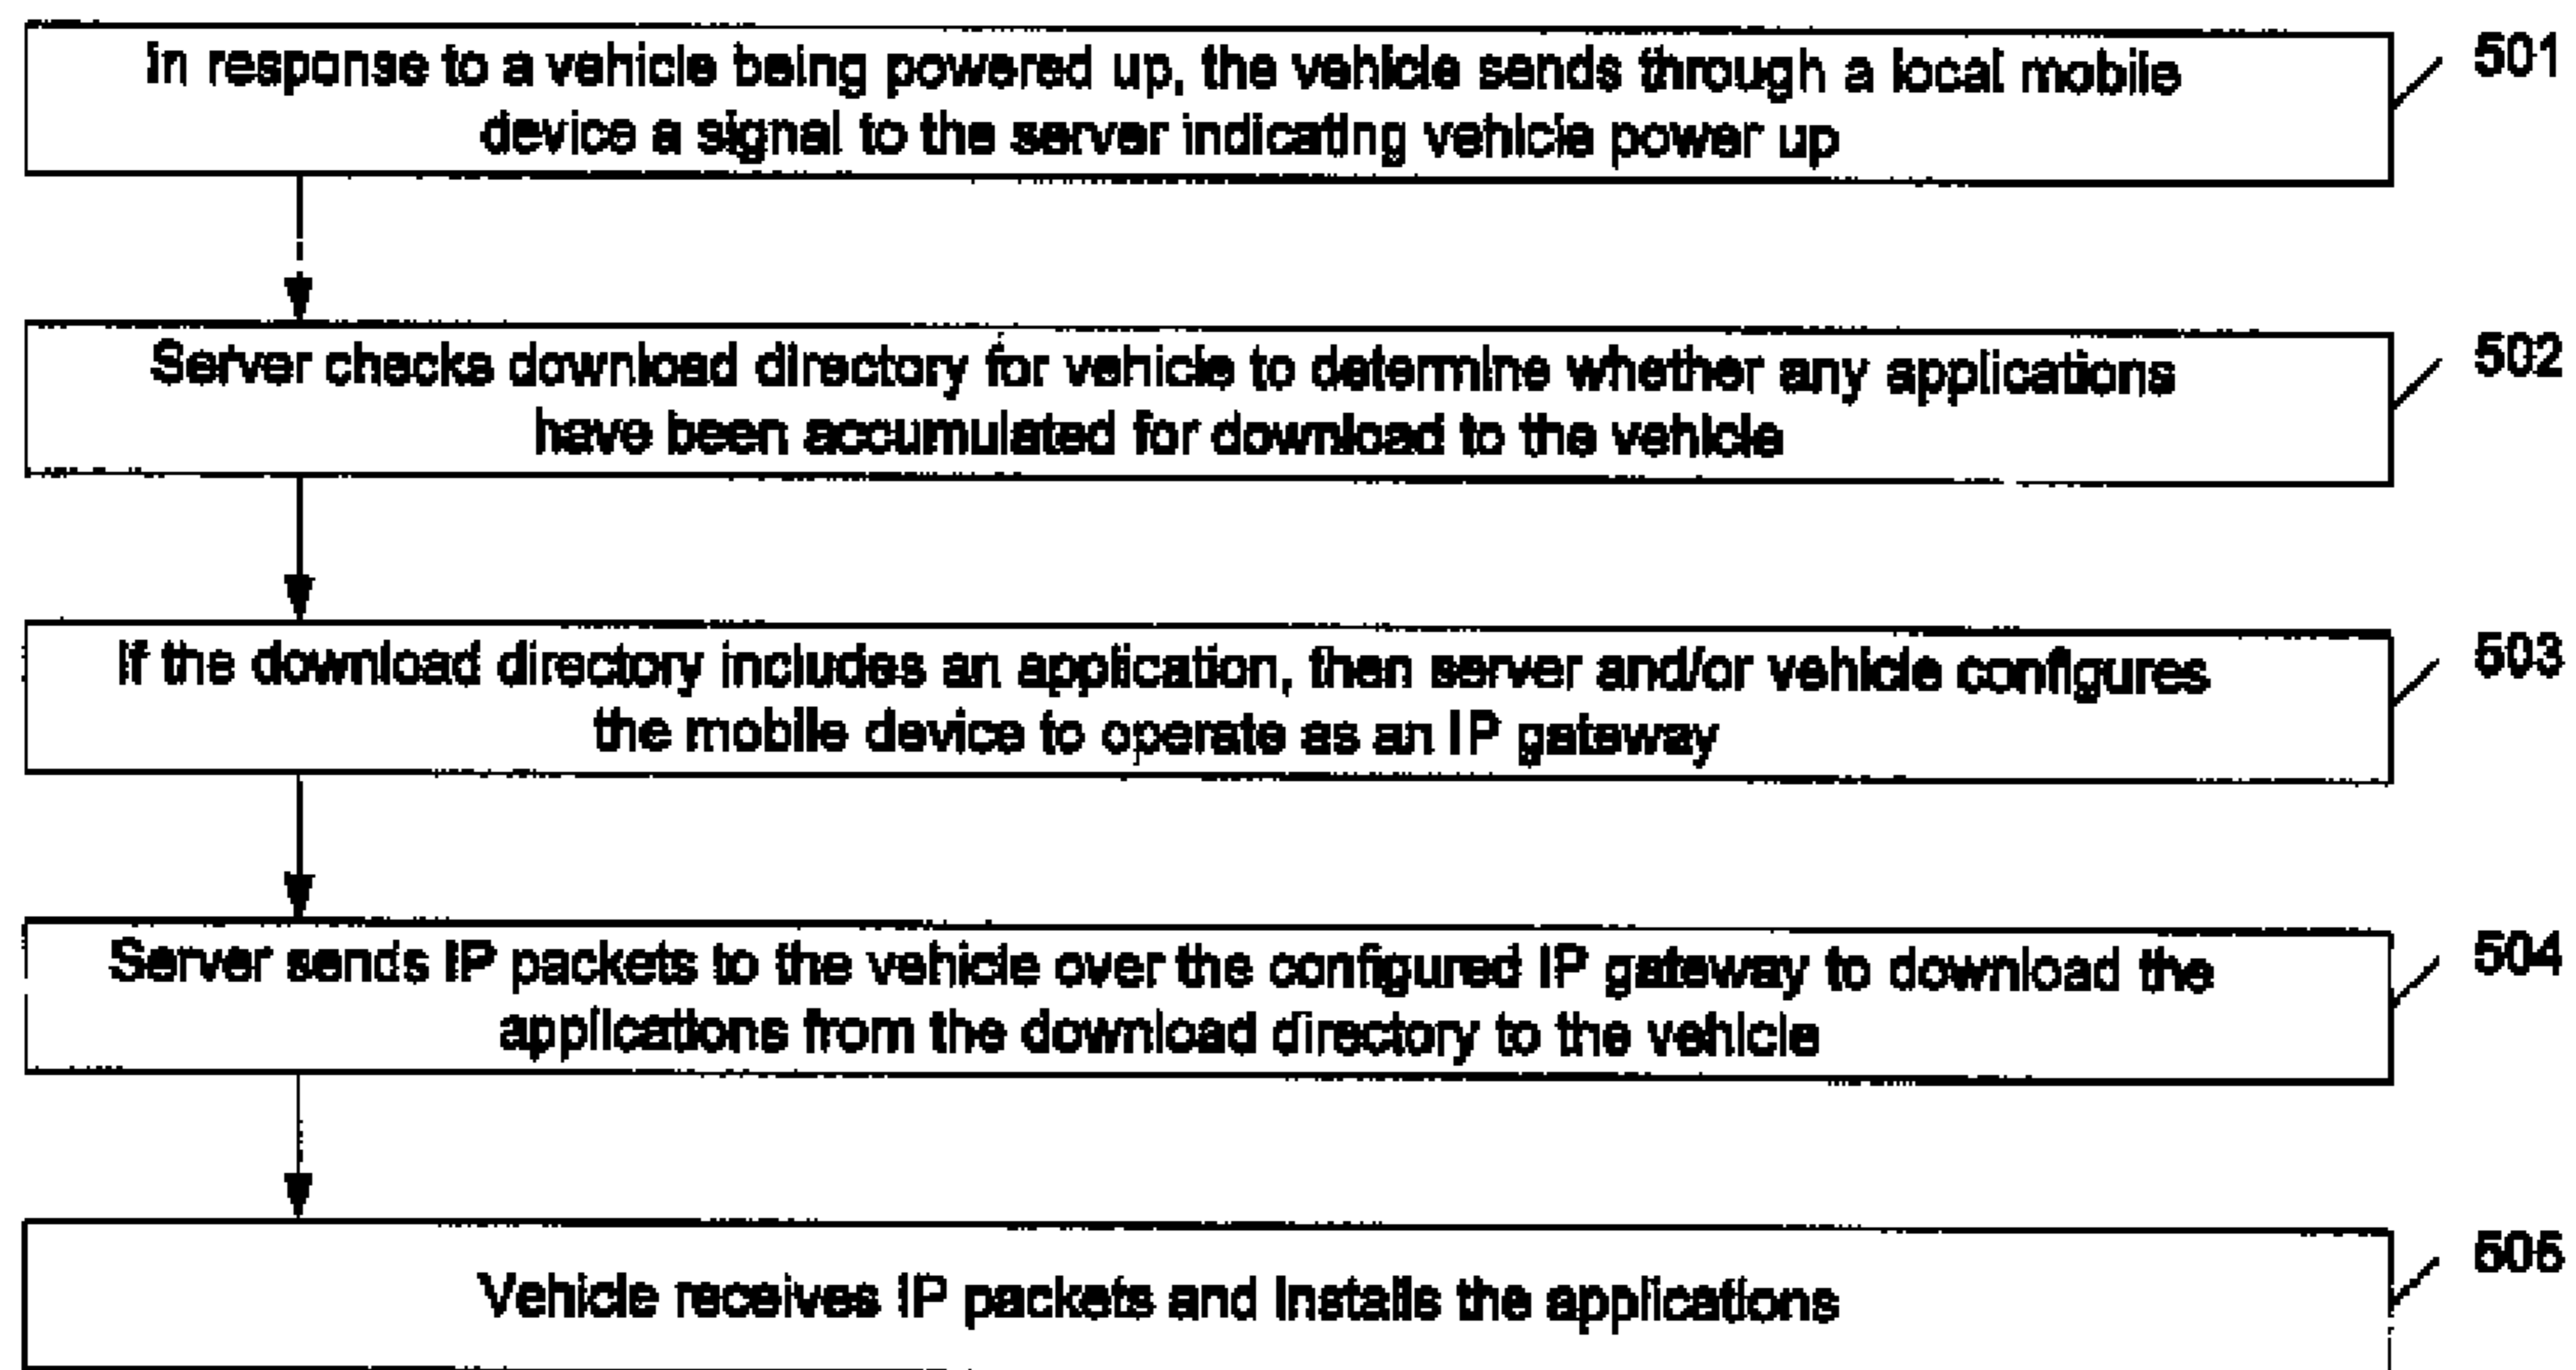 In response to a vehicle being powered up, the vehicle sends through a local mobile
device a signal to the server indicating vehicle power up
501
Server checks download directory for vehicle to determine whether any applications
have been accumulated for download to the vehicle
502
If the download directory includes an application, then server and/or vehicle configures
the mobile device to operate as an IP gateway
503
Server sends IP packets to the vehicle over the configured IP gateway to download the
applications from the download directory to the vehicle
504
Vehicle receives IP packets and installs the applications
505